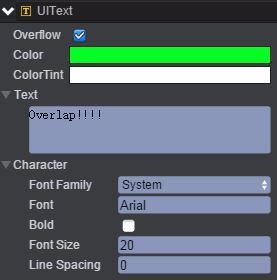 UIText
Overflow
Color
ColorTint
Text
Overlap!!!!
Character
Font Family System
Font Arial
Bold
Font Size 20
Line Spacing 0